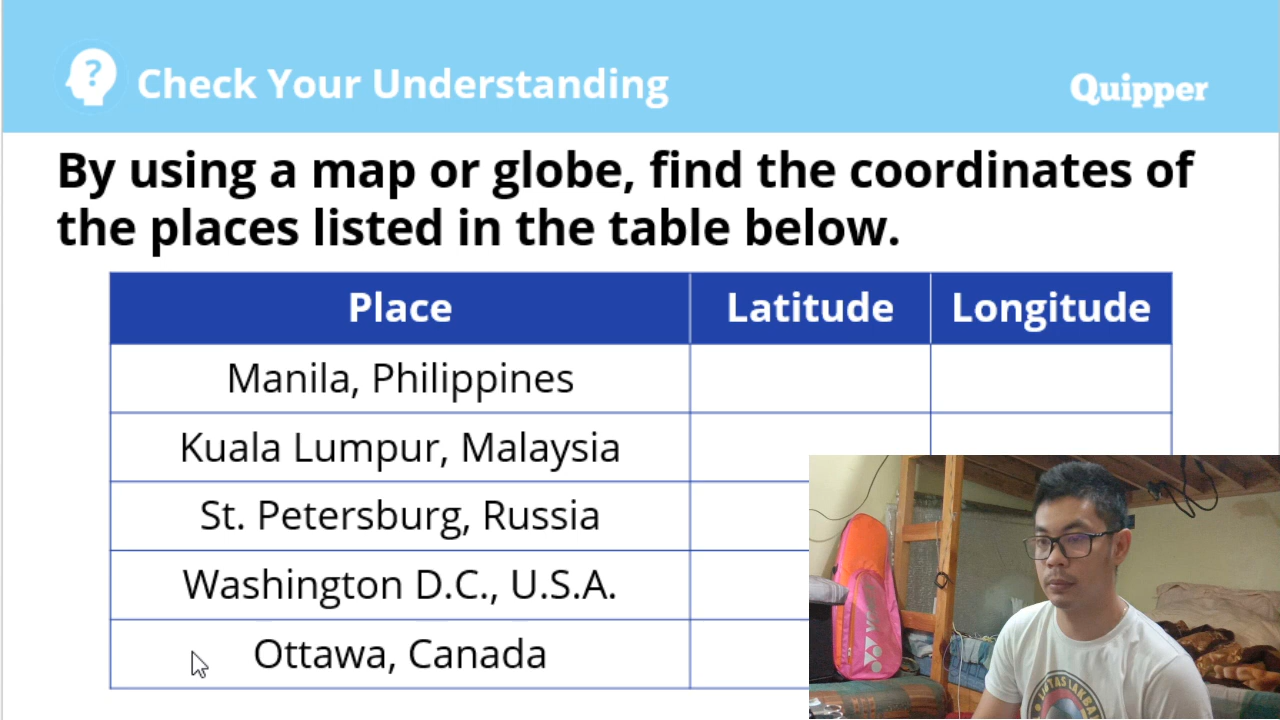 ?
Check Your Understanding
Quipper
By using a map or globe, find the coordinates of
the places listed in the table below.
Place Latitude Longitude
Manila, Philippines
Kuala Lumpur, Malaysia
St. Petersburg, Russia
Washington D.C., U.S.A.
Ottawa, Canada